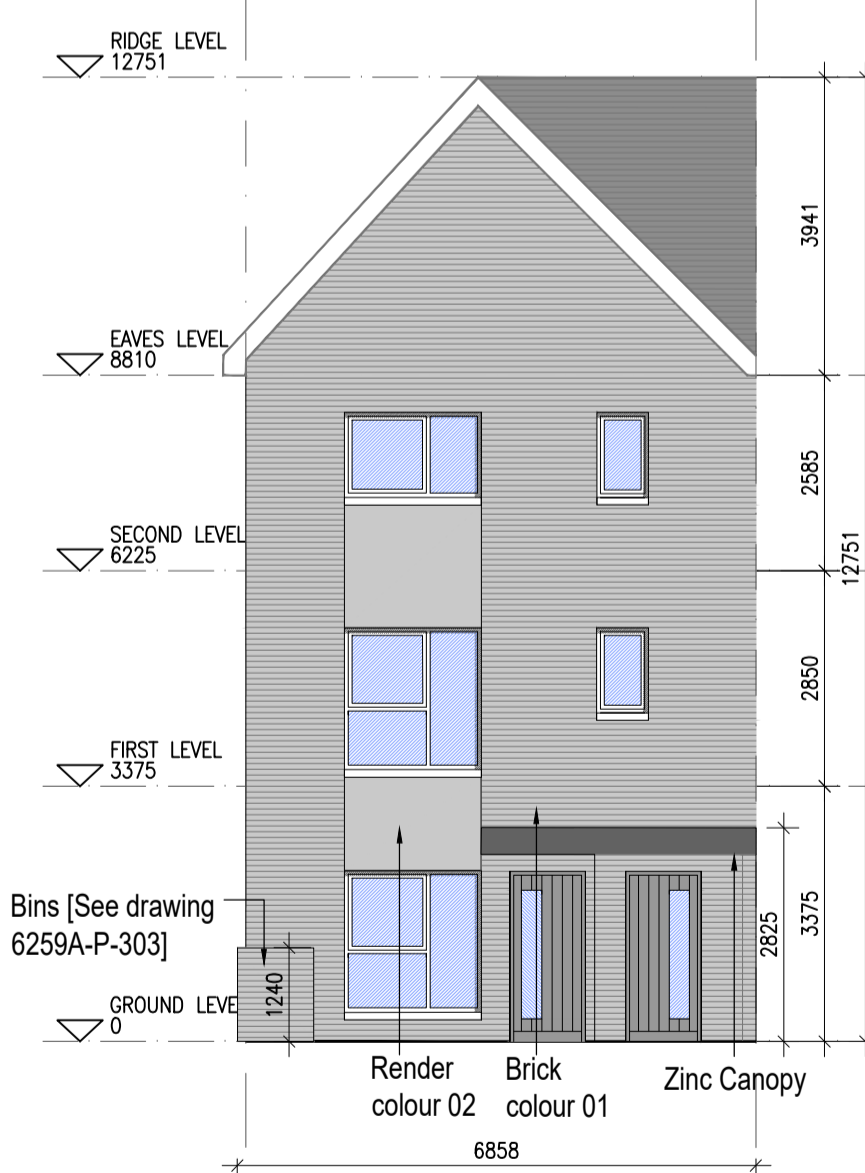 RIDGE LEVEL
12751
3941
EAVES LEVEL
8810
2585
SECOND LEVEL
6225
12751
2850
FIRST LEVEL
3375
Bins [See drawing
6259A-P-303]
2825
3375
1240
GROUND LEVE
0
Render
colour 02
Brick
colour 01
Zinc Canopy
6858